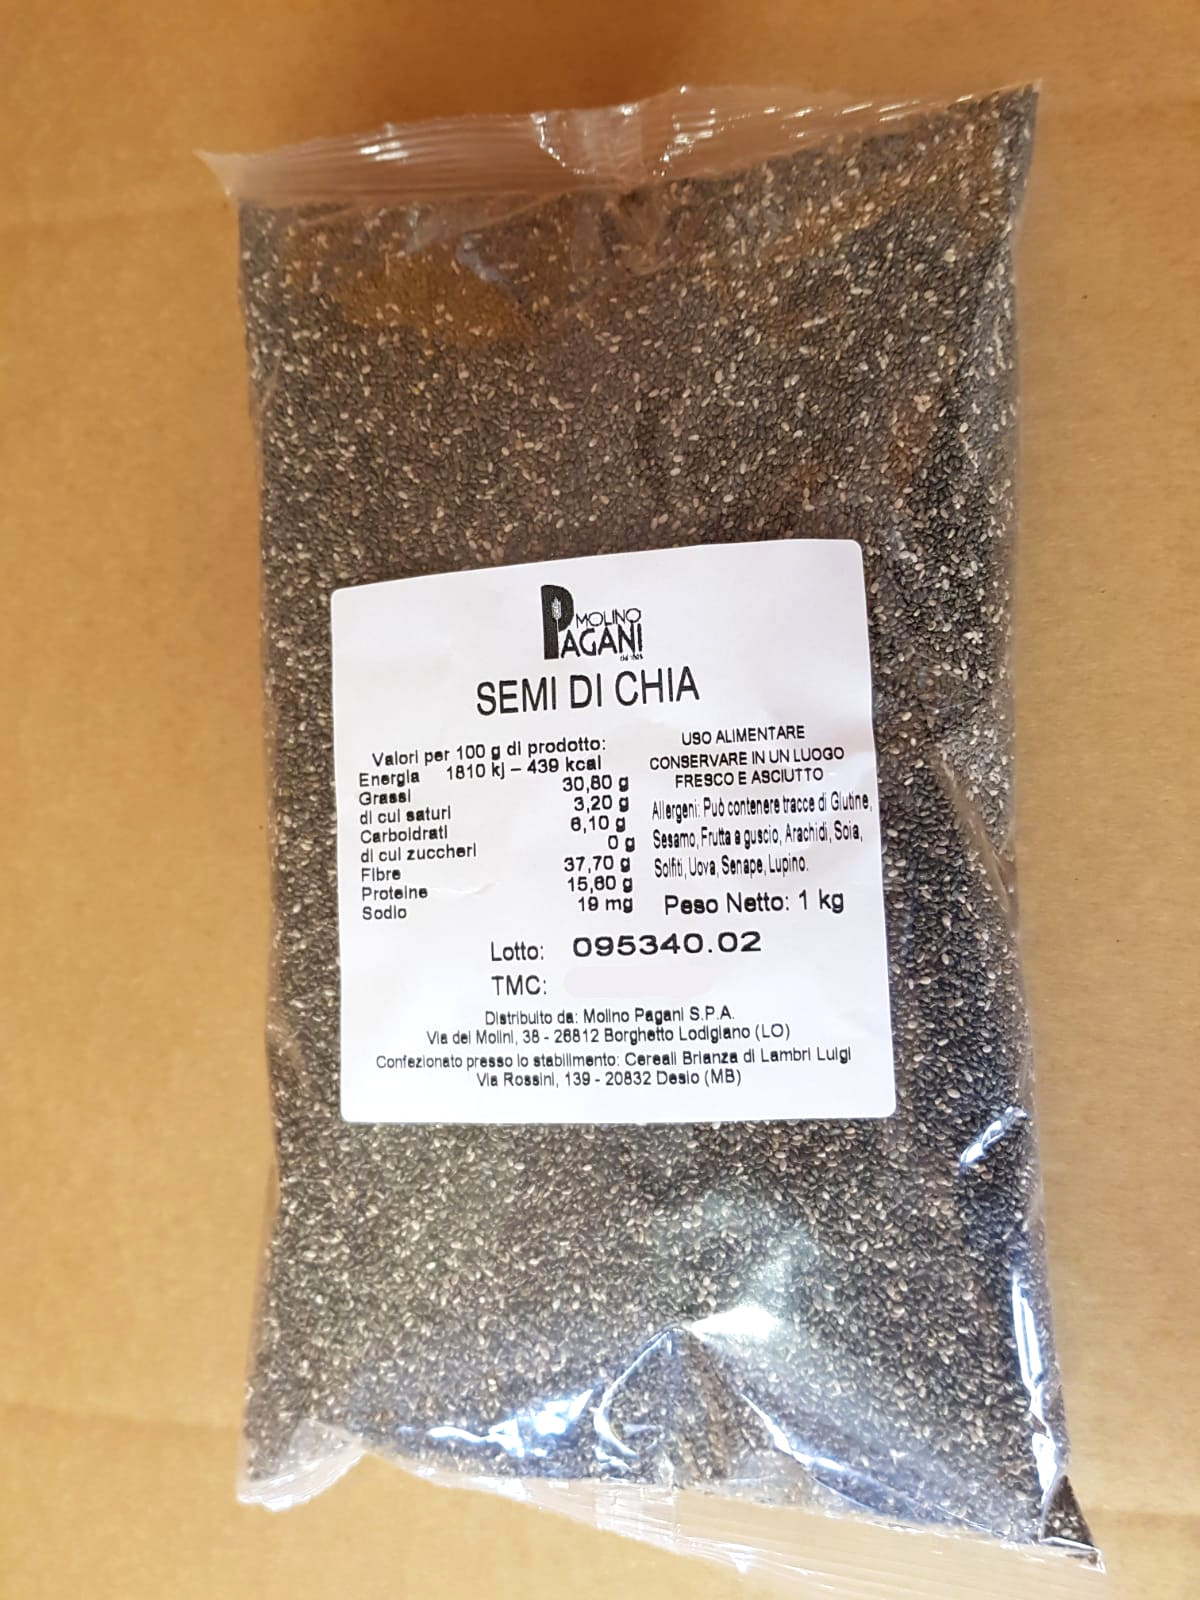 MOLINO
PAGANI
SEMI DI CHIA
Valori per 100 g di prodotto:
Energia 1810 kj – 439 kcal
Grassi 30,80 g
di cui saturi 3,20 g
Carboidrati 6,10 g
di cui zuccheri 0 g
Fibre 37,70 g
Proteine 15,60 g
Sodio 19 mg
USO ALIMENTARE
CONSERVARE IN UN LUOGO
FRESCO E ASCIUTTO
Allergeni: Può contenere tracce di Glutine,
Sesamo, Frutta a guscio, Arachidi, Soia,
Solfiti, Uova, Senape, Lupino.
Peso Netto: 1 kg
Lotto: 095340.02
TMC:
Distribuito da: Molino Pagani S.P.A.
Via dei Molini, 38 - 26812 Borghetto Lodigiano (LO)
Confezionato presso lo stabilimento: Cereali Brianza di Lambri Luigi
Via Rossini, 139 - 20832 Desio (MB)